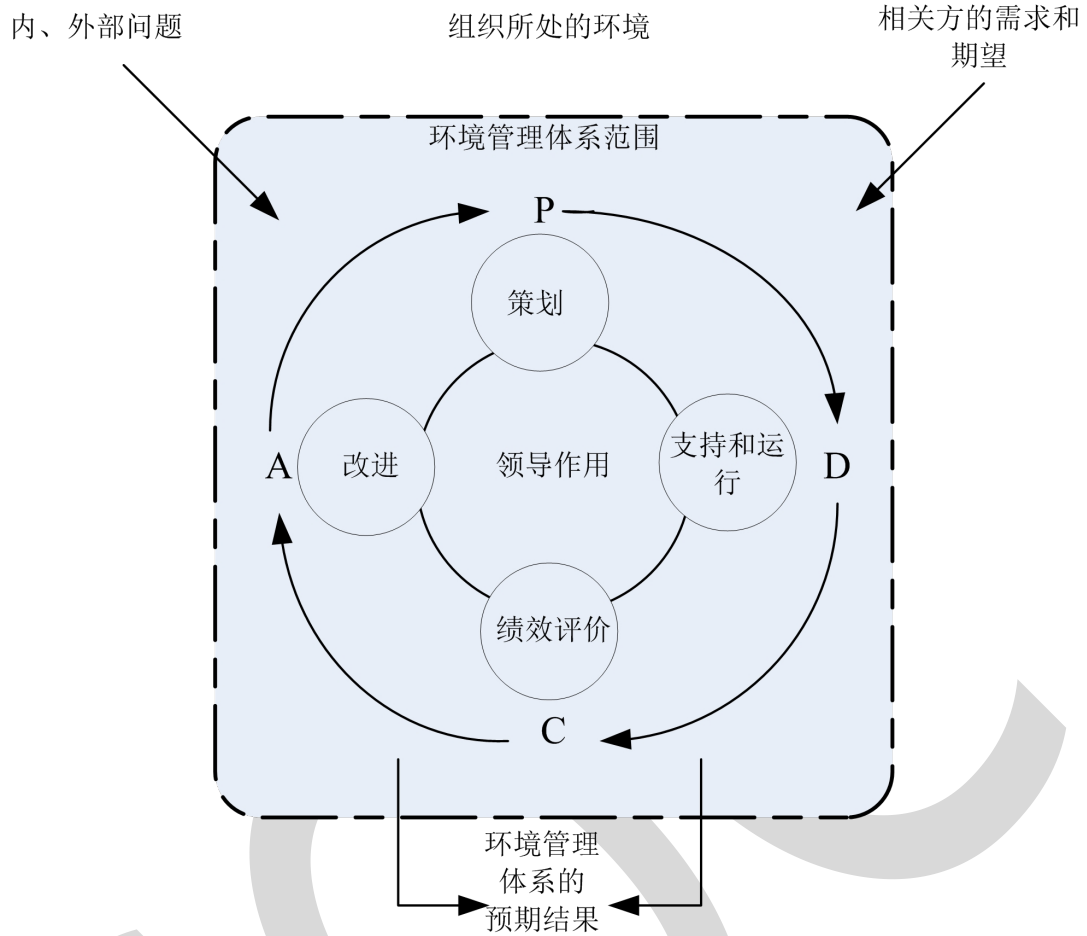 内、外部问题
组织所处的环境
相关方的需求和
期望
环境管理体系范围
P
策划
A
改进
领导作用
支持和运
行
D
绩效评价
C
环境管理
体系的
预期结果